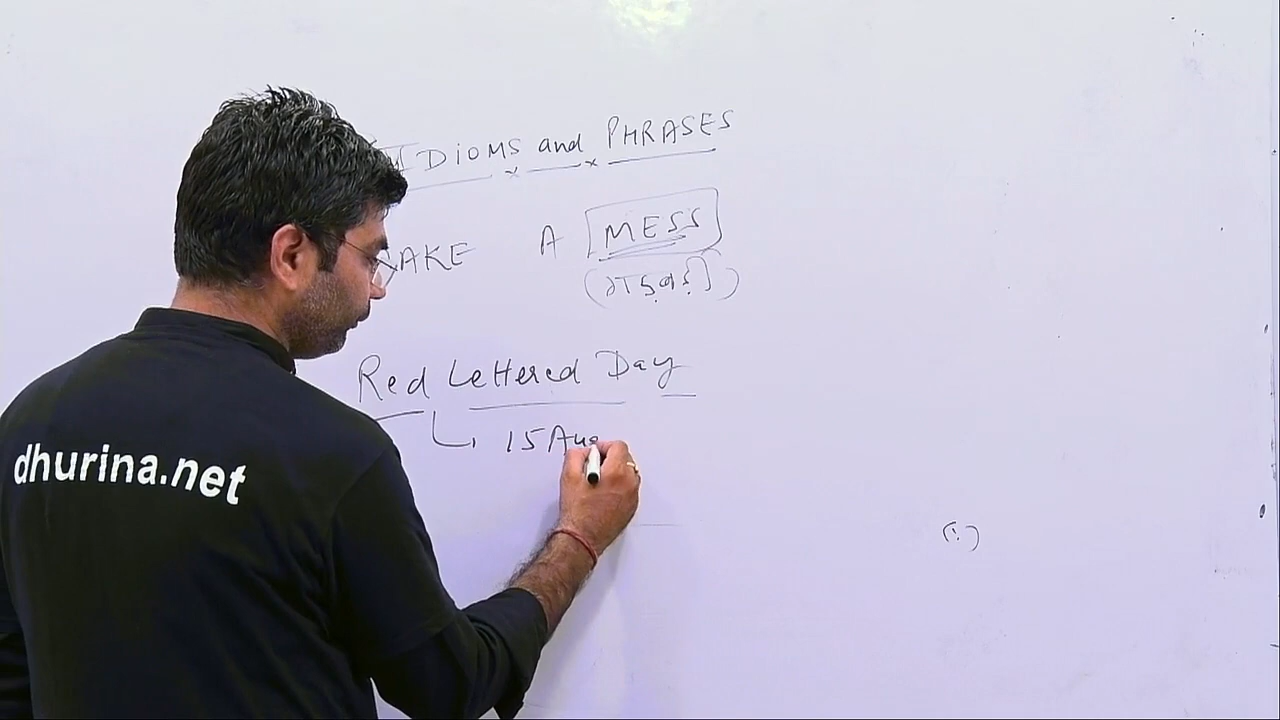 IDIOMS and PHRASES
MAKE A MESS
(गड़बड़ी)
Red Lettered Day
15 Aug
dhurina.net
(i)